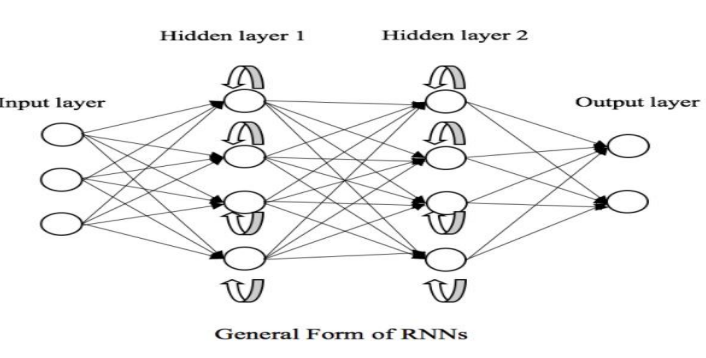 Hidden layer 1
Hidden layer 2
Input layer
Output layer
General Form of RNNs